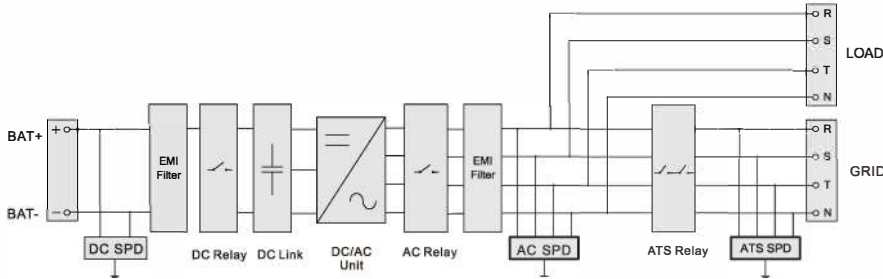 R
S
LOAD
T
N
BAT+
+
EMI
Filter
EMI
Filter
R
S
GRID
T
N
BAT-
−
DC SPD
DC Relay
DC Link
DC/AC
Unit
AC Relay
AC SPD
ATS Relay
ATS SPD